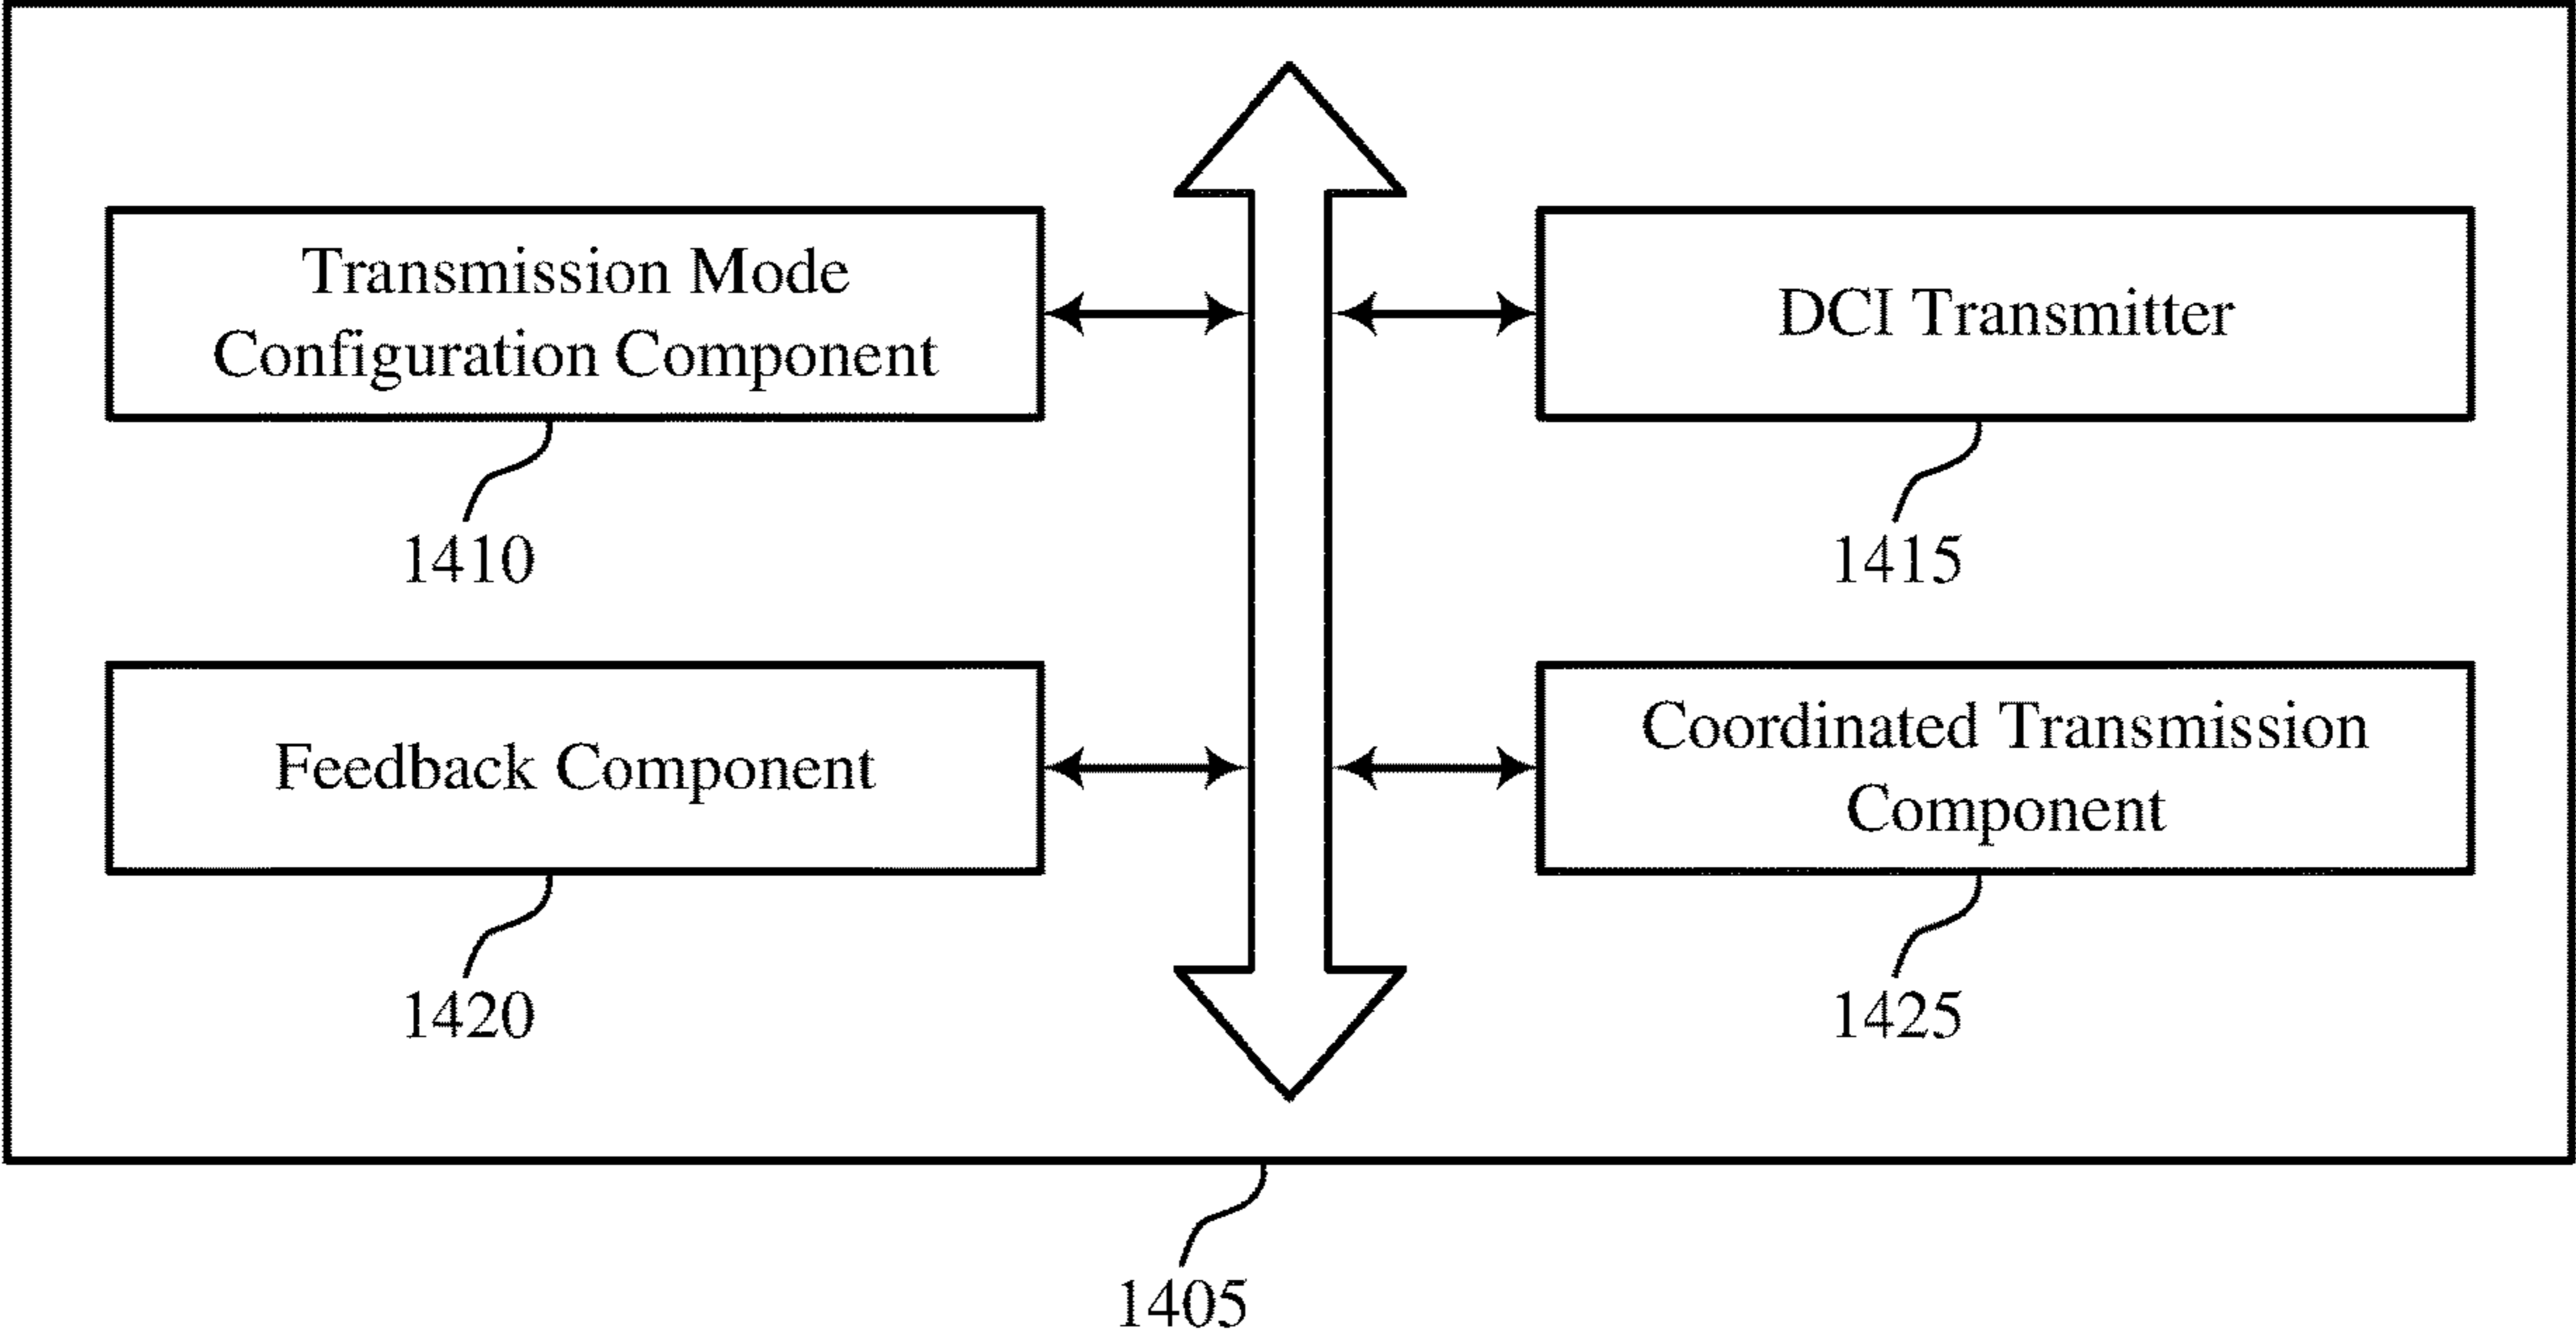 Transmission Mode
Configuration Component
1410
DCI Transmitter
1415
Feedback Component
1420
Coordinated Transmission
Component
1425
1405